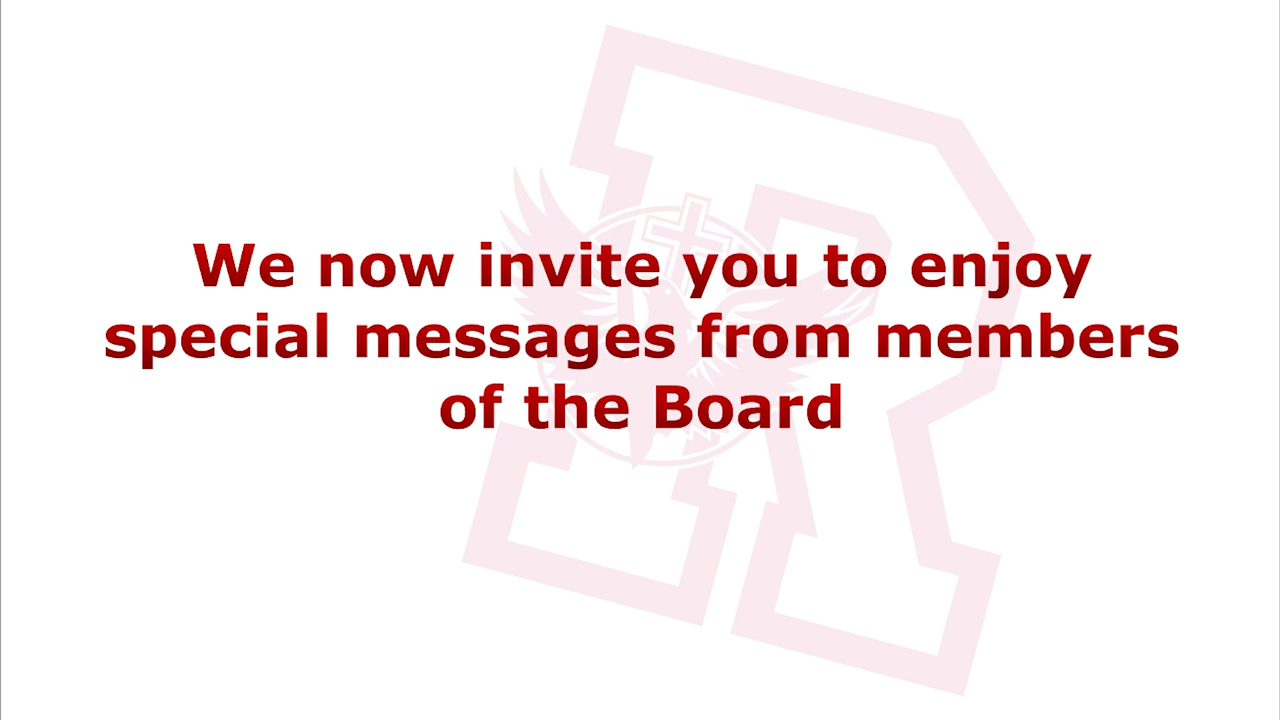 We now invite you to enjoy
special messages from members
of the Board